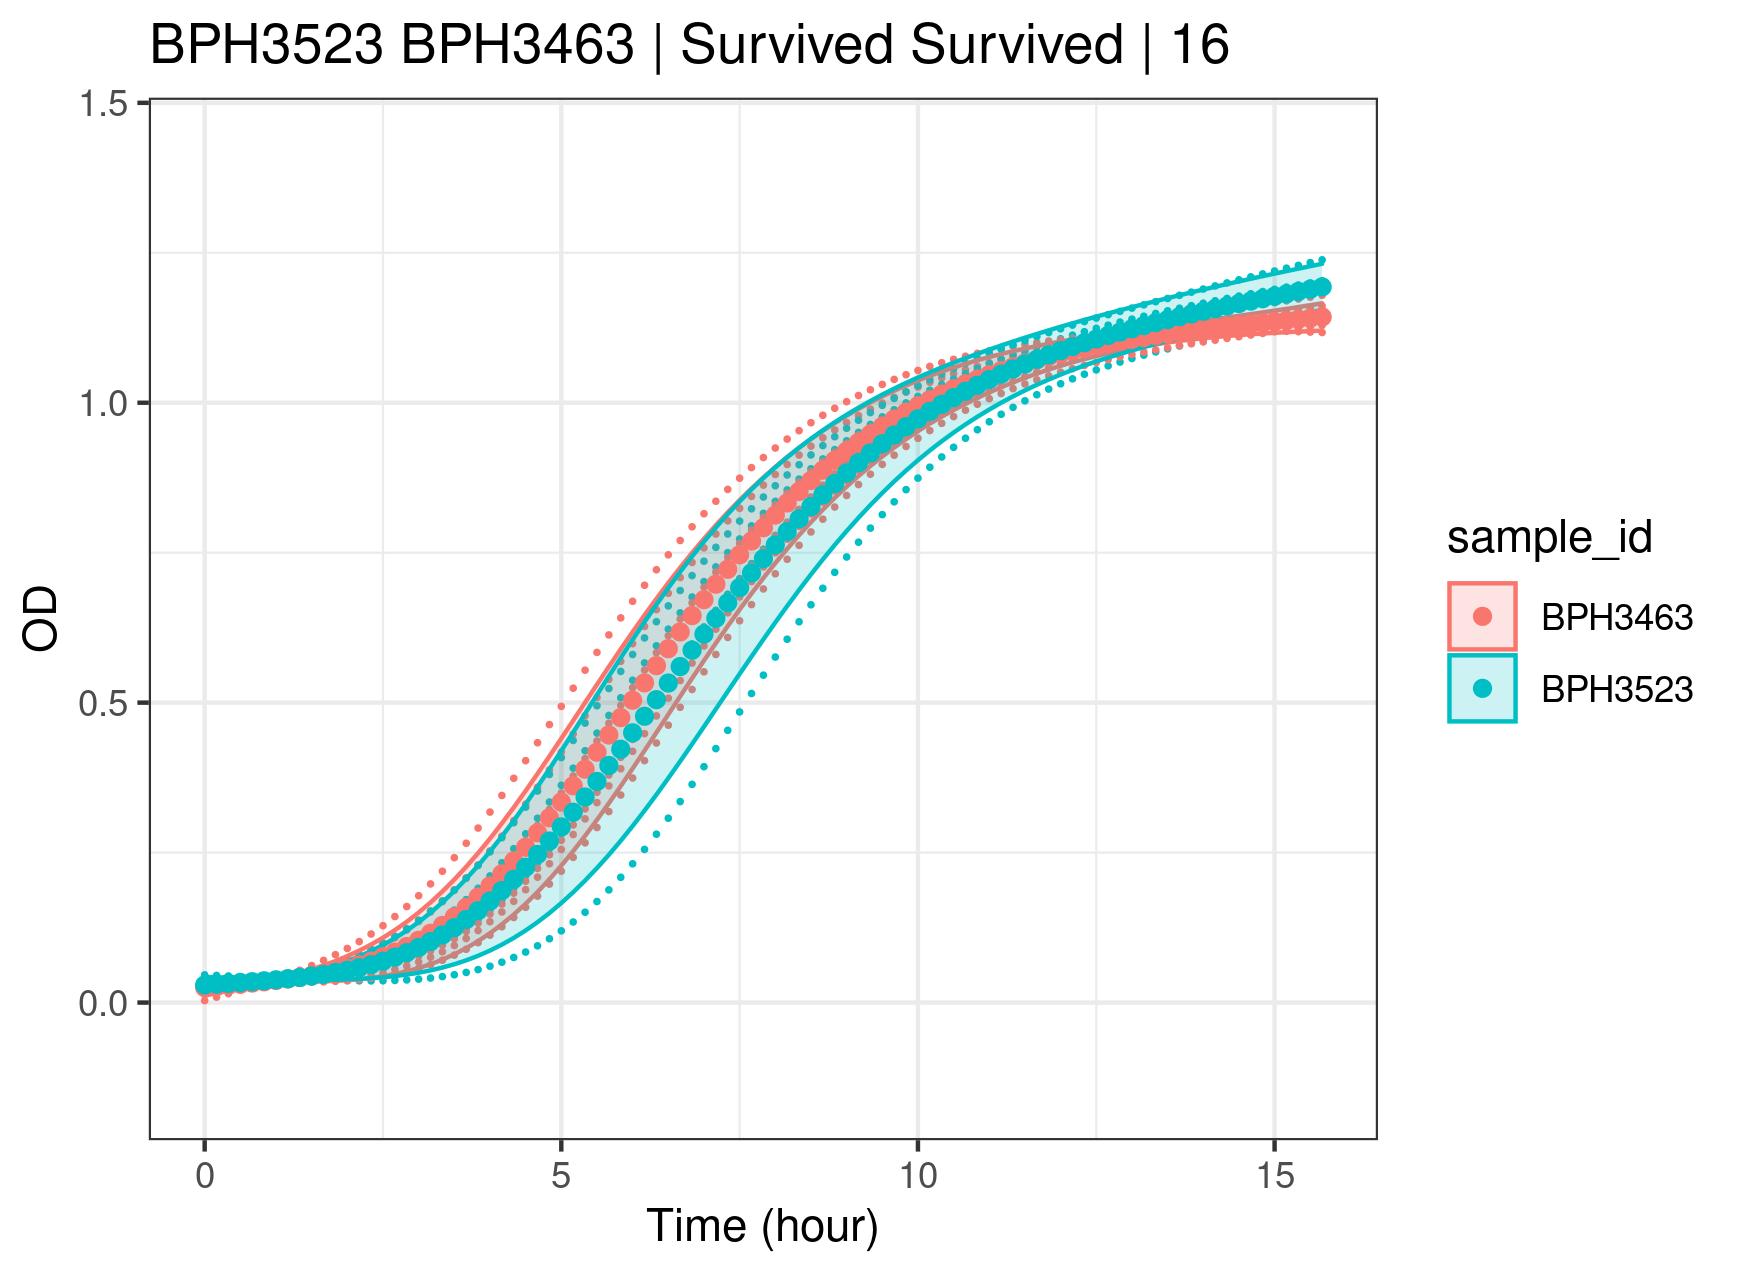 BPH3523 BPH3463 | Survived Survived | 16
1.5
1.0
0.5
0.0
OD
0 5 10 15
Time (hour)
sample_id
BPH3463
BPH3523